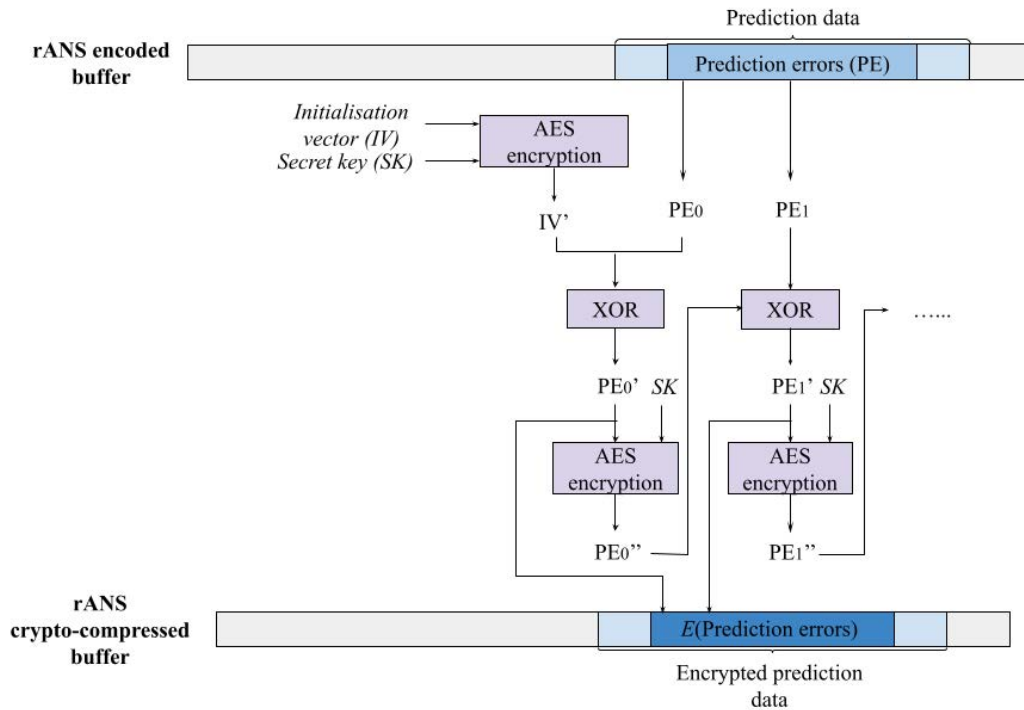 Prediction data
rANS encoded
buffer
Prediction errors (PE)
Initialisation
vector (IV)
Secret key (SK)
AES
encryption
IV’
PE0
PE1
XOR
XOR
…...
PE0’
SK
PE1’
SK
AES
encryption
AES
encryption
PE0’’
PE1’’
rANS
crypto-compressed
buffer
E(Prediction errors)
Encrypted prediction
data